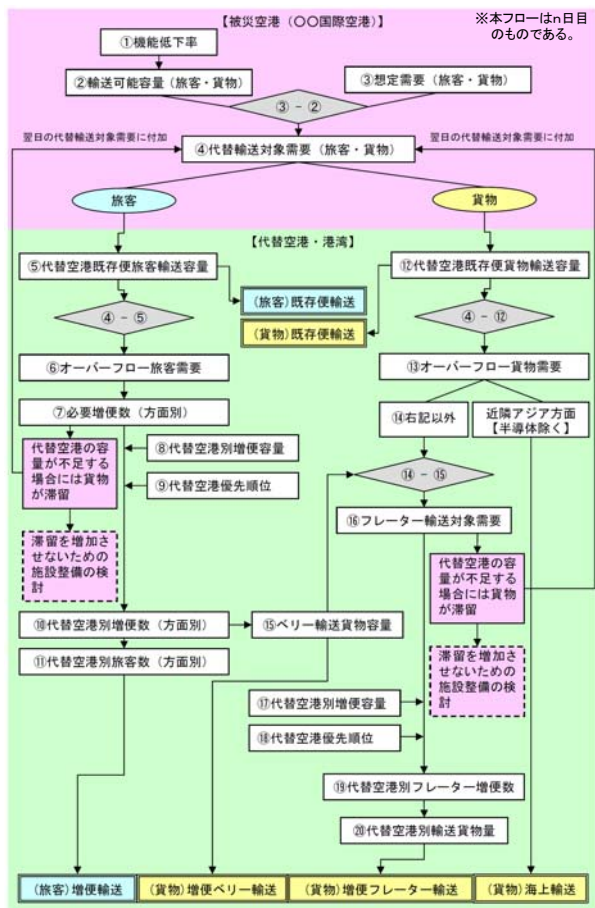 【被災空港（〇〇国際空港）】
※本フローはn日目
のものである。
①機能低下率
②輸送可能容量（旅客・貨物）
③想定需要（旅客・貨物）
③ − ②
翌日の代替輸送対象需要に付加
翌日の代替輸送対象需要に付加
④代替輸送対象需要（旅客・貨物）
旅客
貨物
【代替空港・港湾】
⑤代替空港既存便旅客輸送容量
⑫代替空港既存便貨物輸送容量
（旅客）既存便輸送
（貨物）既存便輸送
④ − ⑤
④ − ⑫
⑥オーバーフロー旅客需要
⑬オーバーフロー貨物需要
⑦必要増便数（方面別）
⑭右記以外
近隣アジア方面
【半導体除く】
代替空港の容
量が不足する
場合には貨物
が滞留
⑧代替空港別増便容量
⑨代替空港優先順位
⑭ − ⑮
⑯フレーター輸送対象需要
滞留を増加さ
せないための
施設整備の検
討
代替空港の容
量が不足する
場合には貨物
が滞留
⑩代替空港別増便数（方面別）
⑮ベリー輸送貨物容量
⑪代替空港別旅客数（方面別）
滞留を増加さ
せないための
施設整備の検
討
⑰代替空港別増便容量
⑱代替空港優先順位
⑲代替空港別フレーター増便数
⑳代替空港別輸送貨物量
（旅客）増便輸送
（貨物）増便ベリー輸送
（貨物）増便フレーター輸送
（貨物）海上輸送